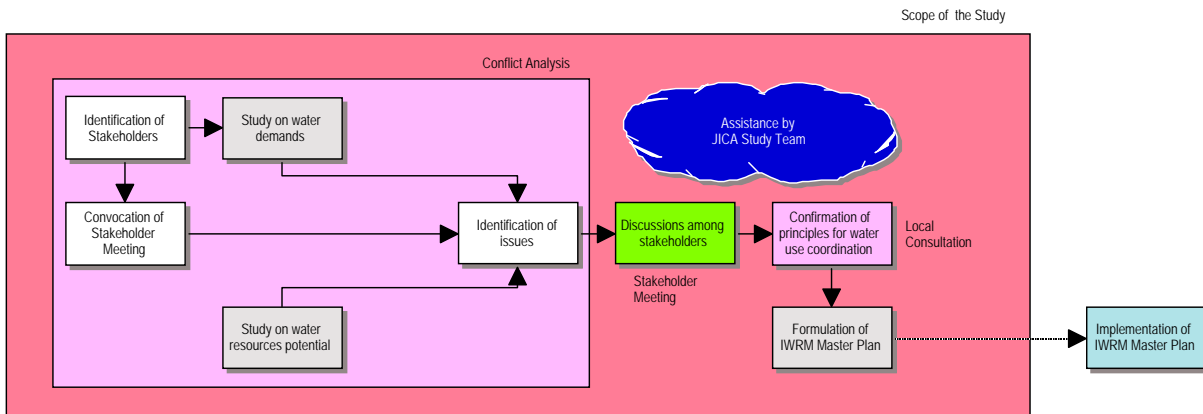 Scope of the Study
Conflict Analysis
Identification of
Stakeholders
Study on water
demands
Assistance by
JICA Study Team
Convocation of
Stakeholder
Meeting
Identification of
issues
Discussions among
stakeholders
Confirmation of
principles for water
use coordination
Local
Consultation
Stakeholder
Meeting
Study on water
resources potential
Formulation of
IWRM Master Plan
Implementation of
IWRM Master Plan